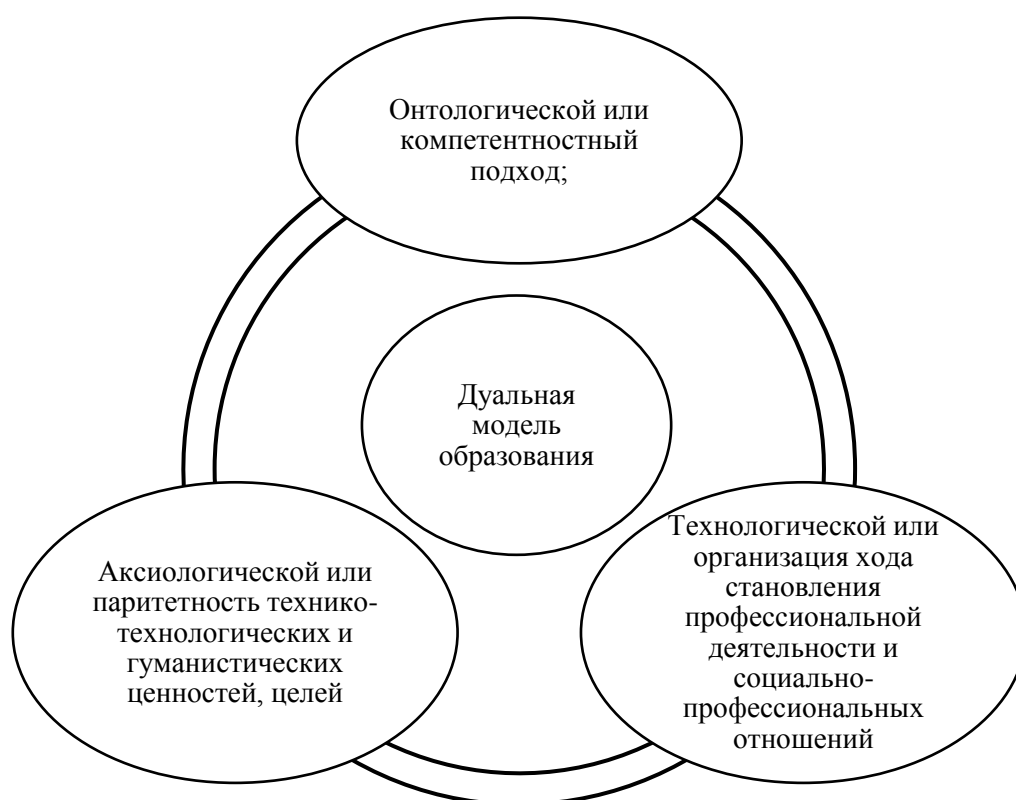 Онтологической или
компетентностный
подход;
Дуальная
модель
образования
Аксиологической или
паритетность технико-
технологических и
гуманистических
ценностей, целей
Технологической или
организация хода
становления
профессиональной
деятельности и
социально-
профессиональных
отношений